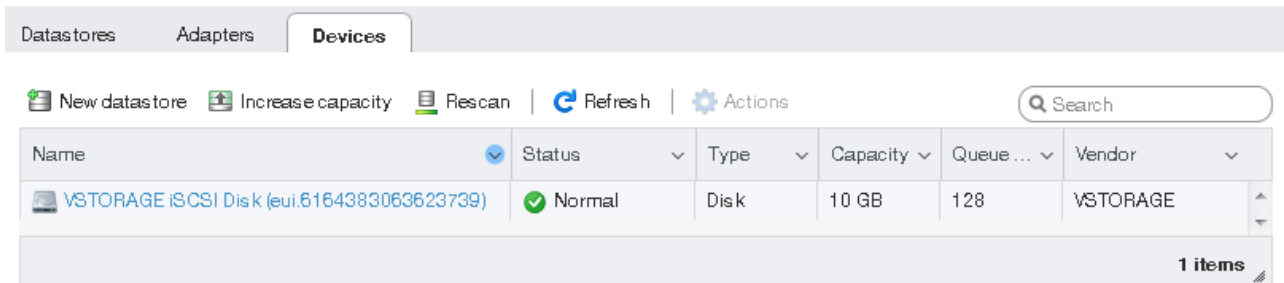 Datastores Adapters Devices
New datastore Increase capacity Rescan Refresh Actions Search
Name Status Type Capacity Queue ... Vendor
VSTORAGE iSCSI Disk (eui.6164383063623739) Normal Disk 10 GB 128 VSTORAGE
1 items